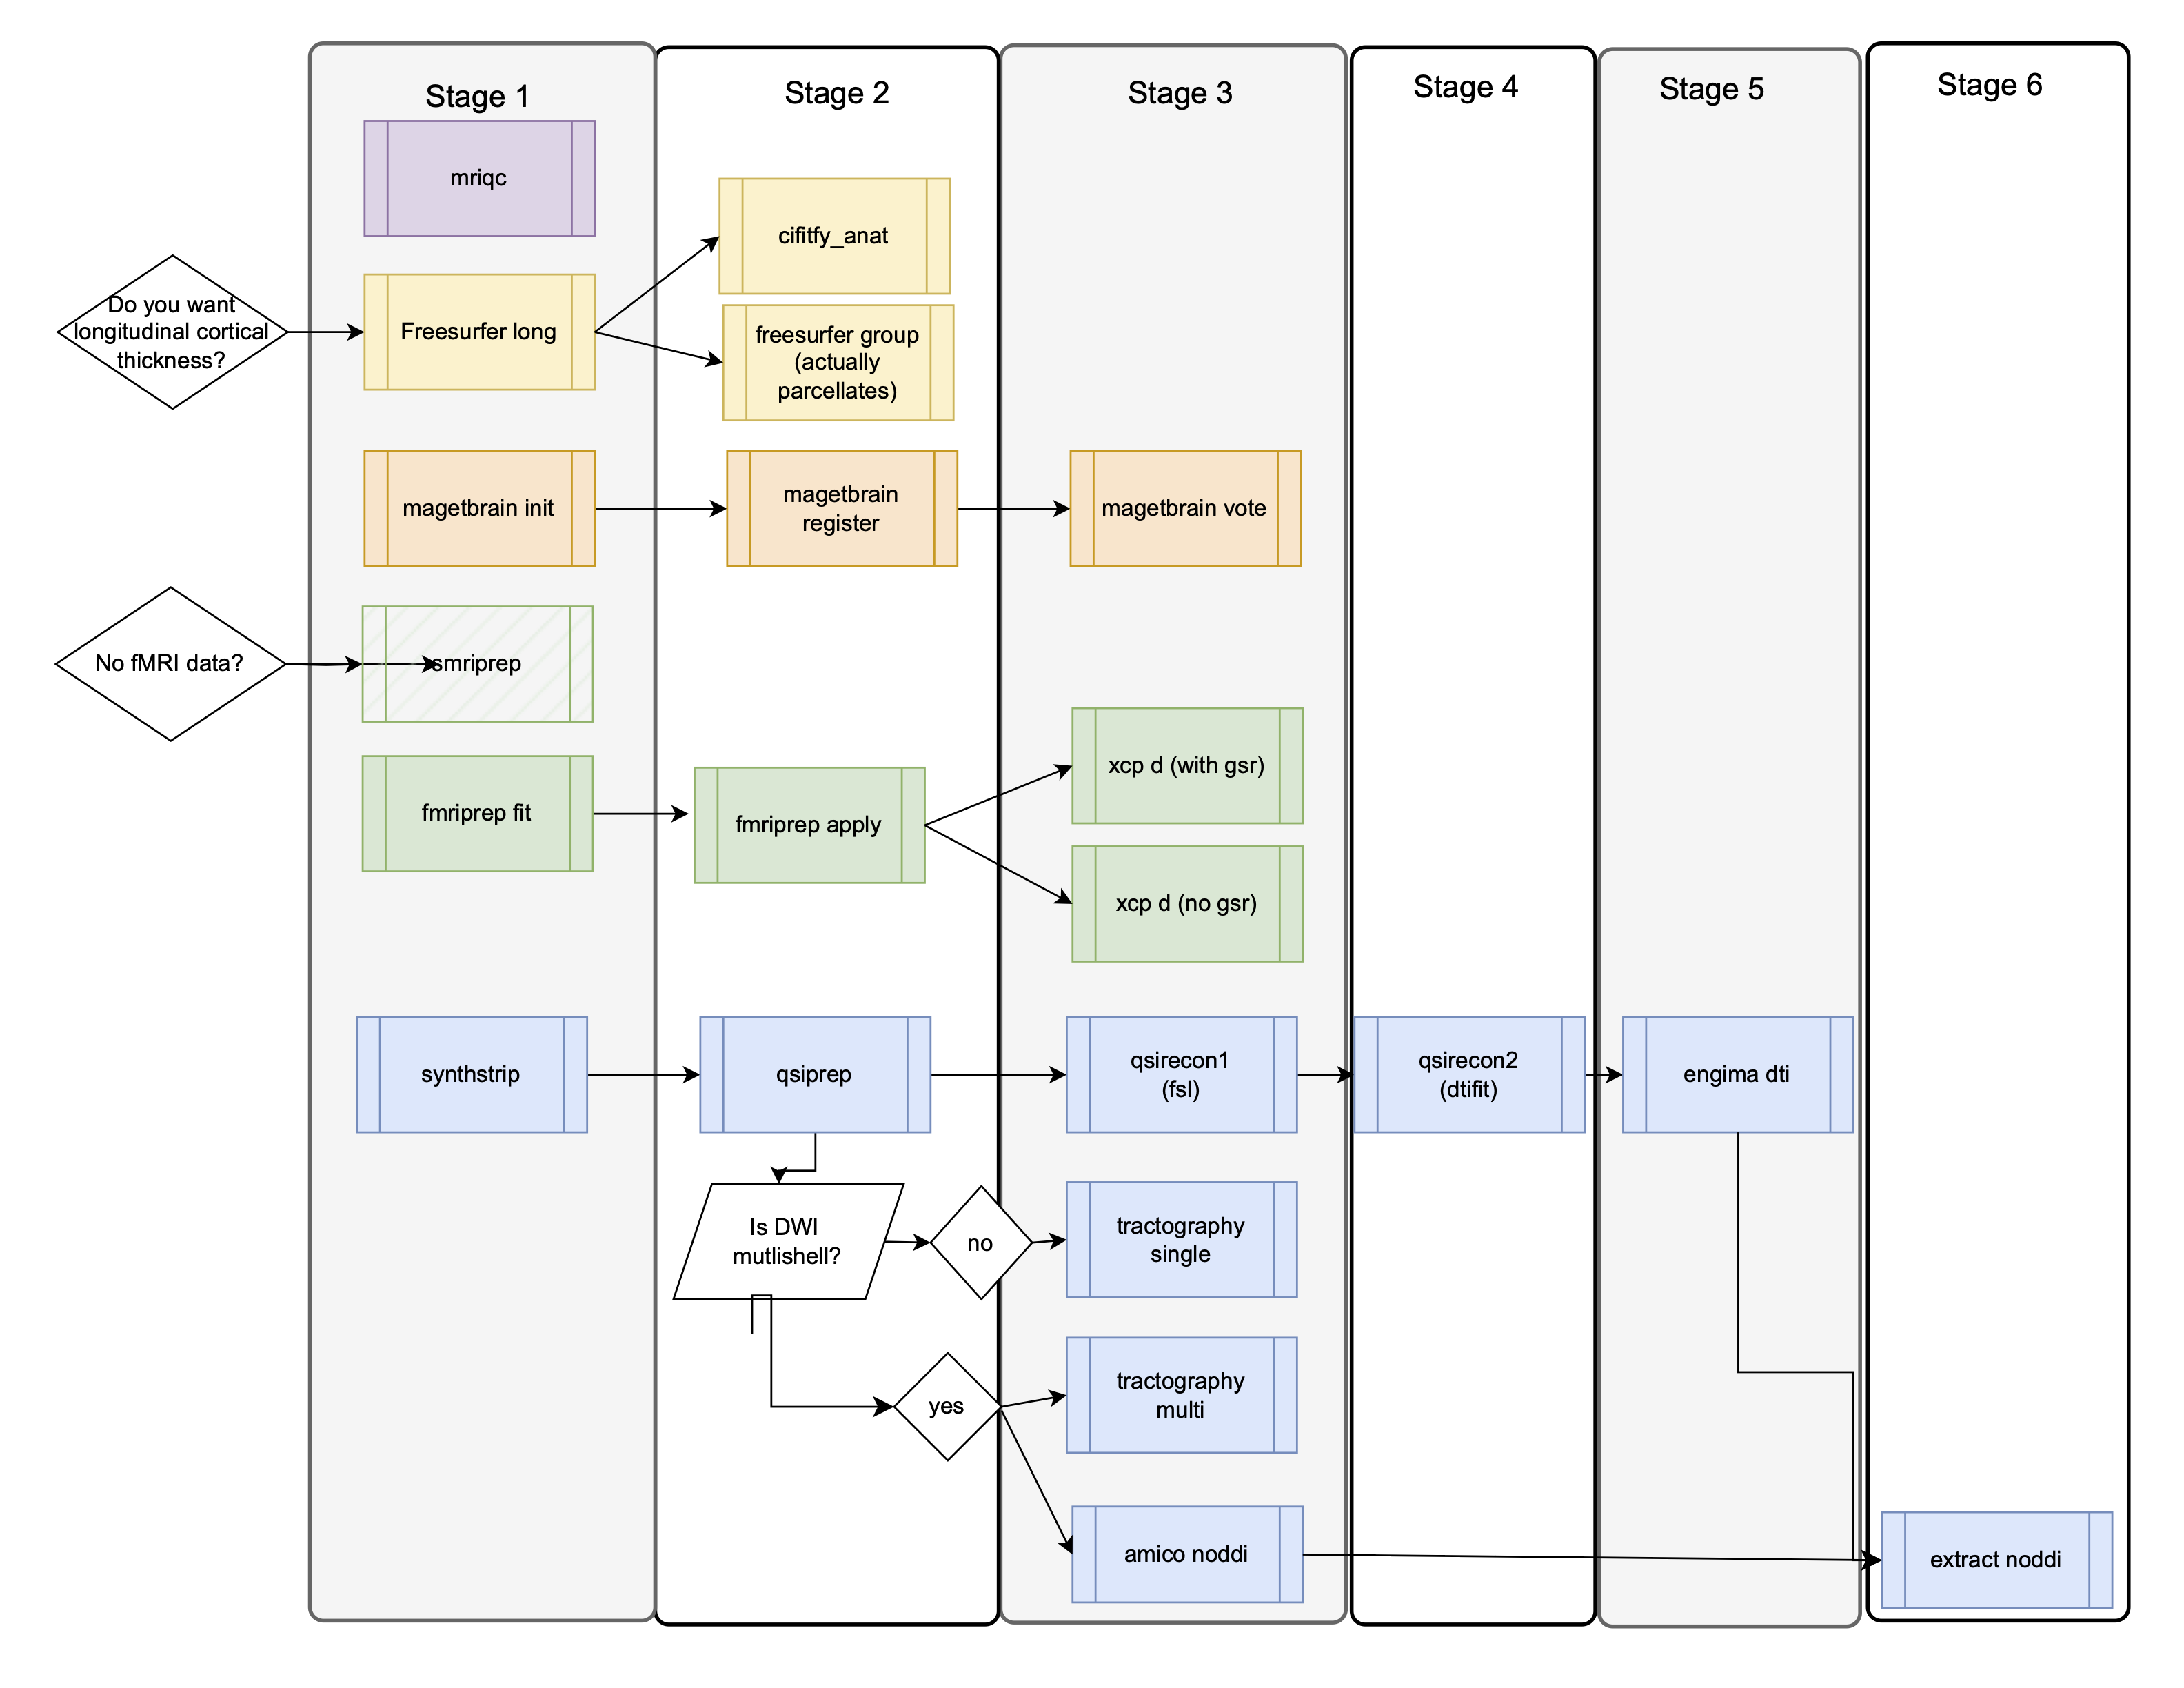 Stage 1
Stage 2
Stage 3
Stage 4
Stage 5
Stage 6
mriqc
cifitfy_anat
Do you want
longitudinal cortical
thickness?
Freesurfer long
freesurfer group
(actually
parcellates)
magetbrain init
magetbrain
register
magetbrain vote
No fMRI data?
smriprep
fmriprep fit
fmriprep apply
xcp d (with gsr)
xcp d (no gsr)
synthstrip
qsiprep
qsirecon1
(fsl)
qsirecon2
(dtifit)
engima dti
Is DWI
mutlishell?
no
tractography
single
yes
tractography
multi
amico noddi
extract noddi